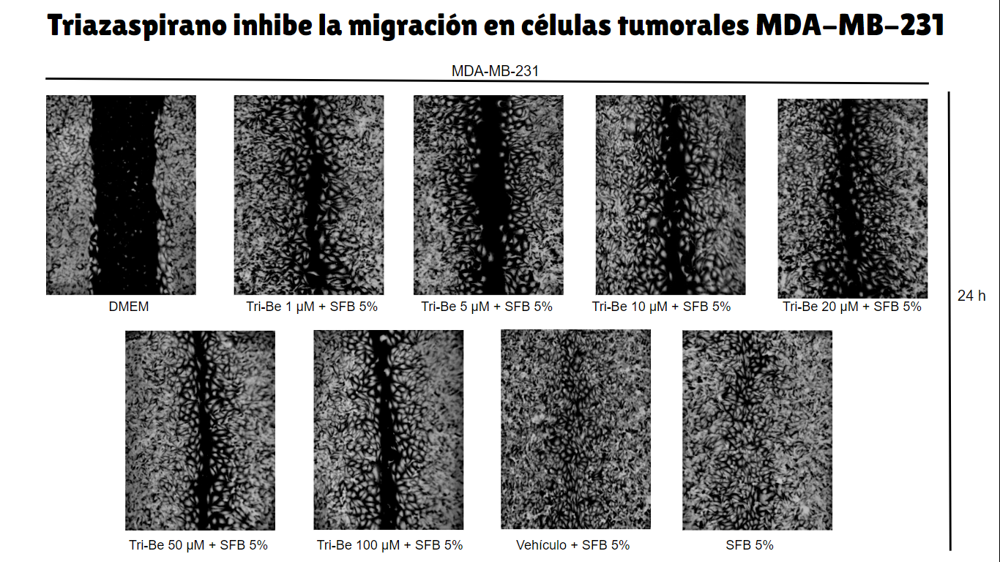 Triazaspirano inhibe la migración en células tumorales MDA-MB-231
MDA-MB-231
DMEM
Tri-Be 1 µM + SFB 5%
Tri-Be 5 µM + SFB 5%
Tri-Be 10 µM + SFB 5%
Tri-Be 20 µM + SFB 5%
24 h
Tri-Be 50 µM + SFB 5%
Tri-Be 100 µM + SFB 5%
Vehículo + SFB 5%
SFB 5%